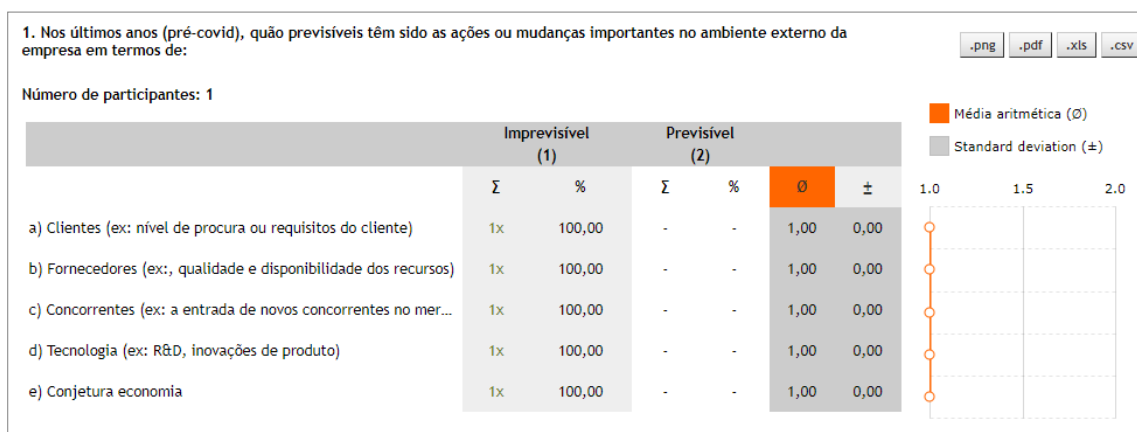 1. Nos últimos anos (pré-covid), quão previsíveis têm sido as ações ou mudanças importantes no ambiente externo da
empresa em termos de:
.png .pdf .xls .csv
Número de participantes: 1
Média aritmética (Ø)
Standard deviation (±)
Imprevisível Previsível
(1) (2)
Σ % Σ % Ø ±
1.0 1.5 2.0
a) Clientes (ex: nível de procura ou requisitos do cliente) 1x 100,00 - - 1,00 0,00
b) Fornecedores (ex:, qualidade e disponibilidade dos recursos) 1x 100,00 - - 1,00 0,00
c) Concorrentes (ex: a entrada de novos concorrentes no mer... 1x 100,00 - - 1,00 0,00
d) Tecnologia (ex: R&D, inovações de produto) 1x 100,00 - - 1,00 0,00
e) Conjetura economia 1x 100,00 - - 1,00 0,00